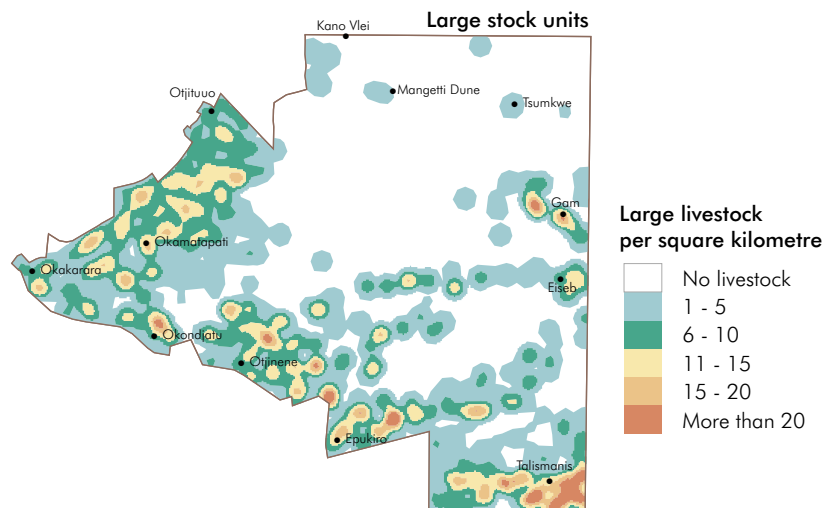 Large stock units
Kano Vlei
Mangetti Dune
Otjituuo
Tsumkwe
Gam
Okamatapati
Okakarara
Eiseb
Okondjatu
Otjinene
Epukiro
Talismanis
Large livestock
per square kilometre
No livestock
1 - 5
6 - 10
11 - 15
15 - 20
More than 20